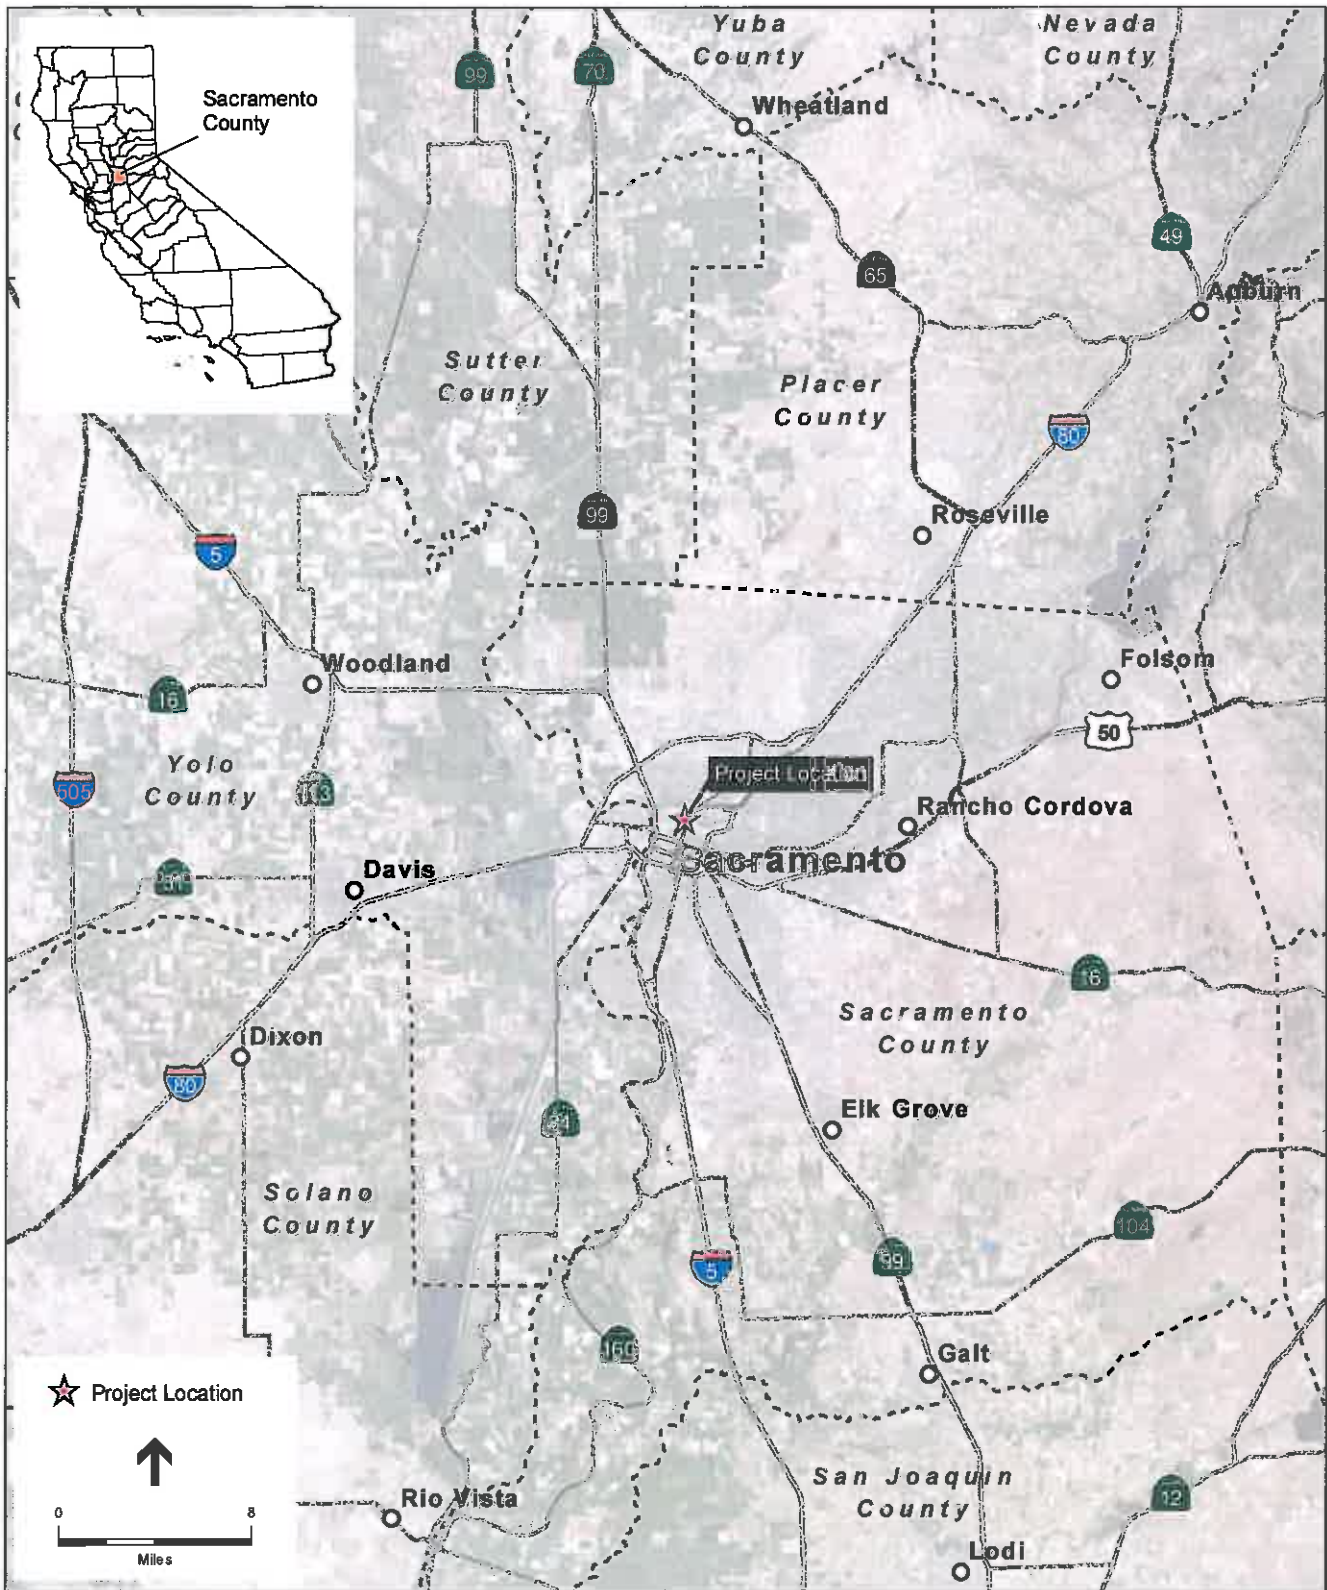 Yuba
County
Nevada
County
99
70
Sacramento
County
Wheatland
49
65
Auburn
Sutter
County
Placer
County
80
99
Roseville
5
Woodland
Folsom
16
50
Yolo
County
Project Location
505
113
Rancho Cordova
Sacramento
Davis
16
Sacramento
County
Dixon
80
Elk Grove
84
Solano
County
104
99
5
160
Galt
Project Location
San Joaquin
County
12
Rio Vista
0 8
Miles
Lodi